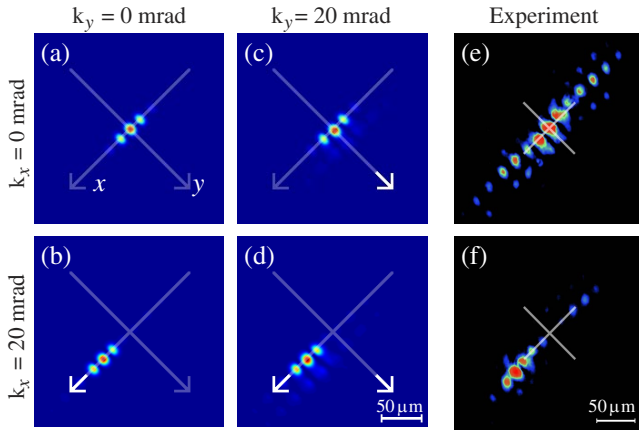 k_y = 0 mrad
k_y = 20 mrad
Experiment
k_x = 0 mrad
(a)
(c)
(e)
x
y
k_x = 20 mrad
(b)
(d)
(f)
50 μm
50 μm